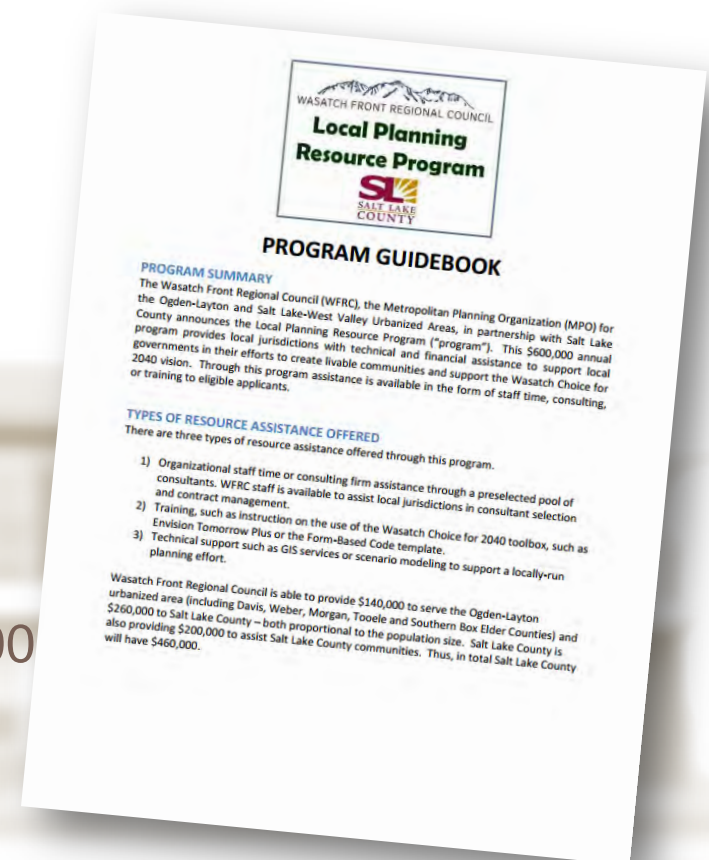 WASATCH FRONT REGIONAL COUNCIL
Local Planning
Resource Program
SL
SALT LAKE
COUNTY
PROGRAM GUIDEBOOK
PROGRAM SUMMARY
The Wasatch Front Regional Council (WFRC), the Metropolitan Planning Organization (MPO) for
the Ogden-Layton and Salt Lake-West Valley Urbanized Areas, in partnership with Salt Lake
County announces the Local Planning Resource Program ("program"). This $600,000 annual
program provides local jurisdictions with technical and financial assistance to support local
governments in their efforts to create livable communities and support the Wasatch Choice for
2040 vision. Through this program assistance is available in the form of staff time, consulting,
or training to eligible applicants.
TYPES OF RESOURCE ASSISTANCE OFFERED
There are three types of resource assistance offered through this program.
1) Organizational staff time or consulting firm assistance through a preselected pool of
consultants. WFRC staff is available to assist local jurisdictions in consultant selection
and contract management.
2) Training, such as instruction on the use of the Wasatch Choice for 2040 toolbox, such as
Envision Tomorrow Plus or the Form-Based Code template.
3) Technical support such as GIS services or scenario modeling to support a locally-run
planning effort.
Wasatch Front Regional Council is able to provide $140,000 to serve the Ogden-Layton
urbanized area (including Davis, Weber, Morgan, Tooele and Southern Box Elder Counties) and
$260,000 to Salt Lake County – both proportional to the population size. Salt Lake County is
also providing $200,000 to assist Salt Lake County communities. Thus, in total Salt Lake County
will have $460,000.